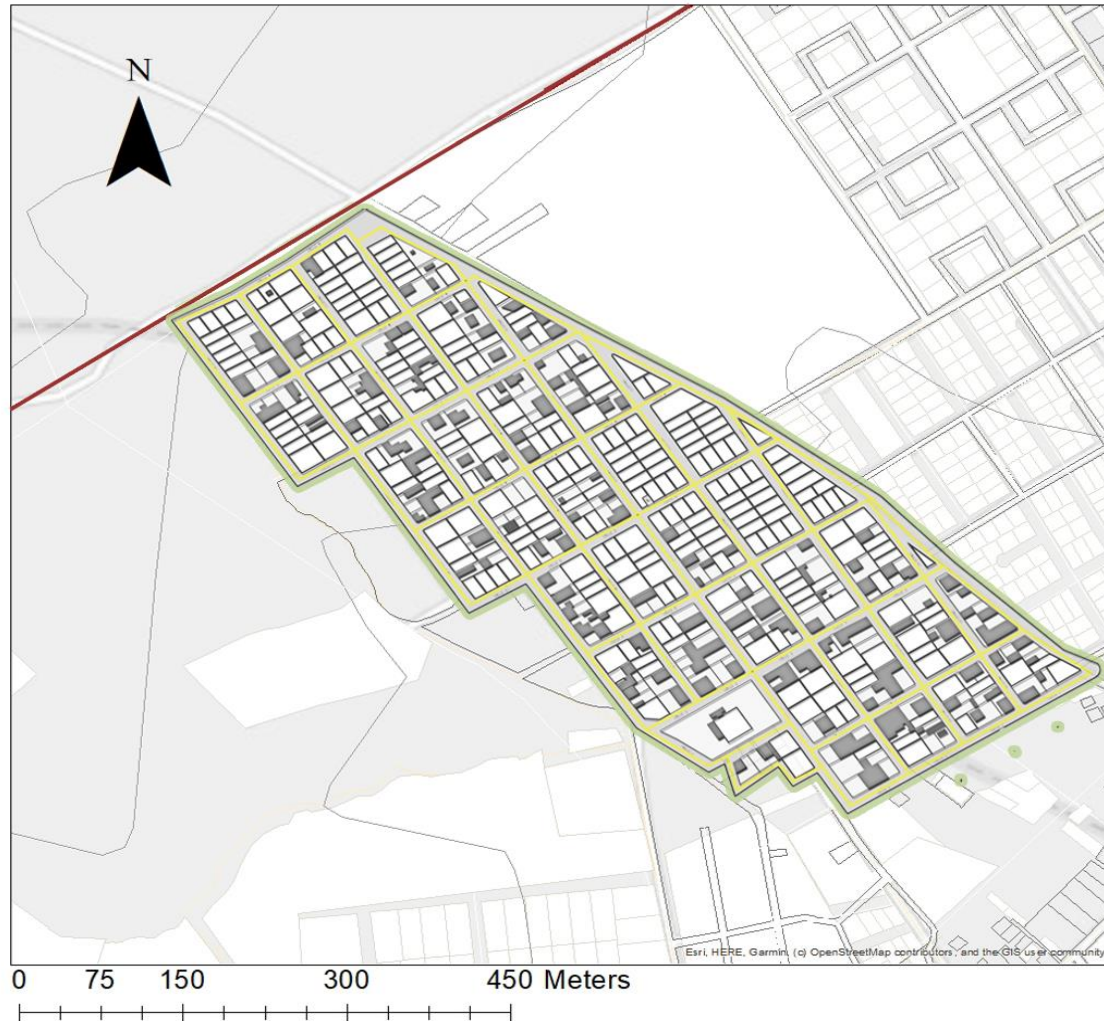 N
Esri, HERE, Garmin, (c) OpenStreetMap contributors, and the GIS user community
0 75 150 300 450 Meters